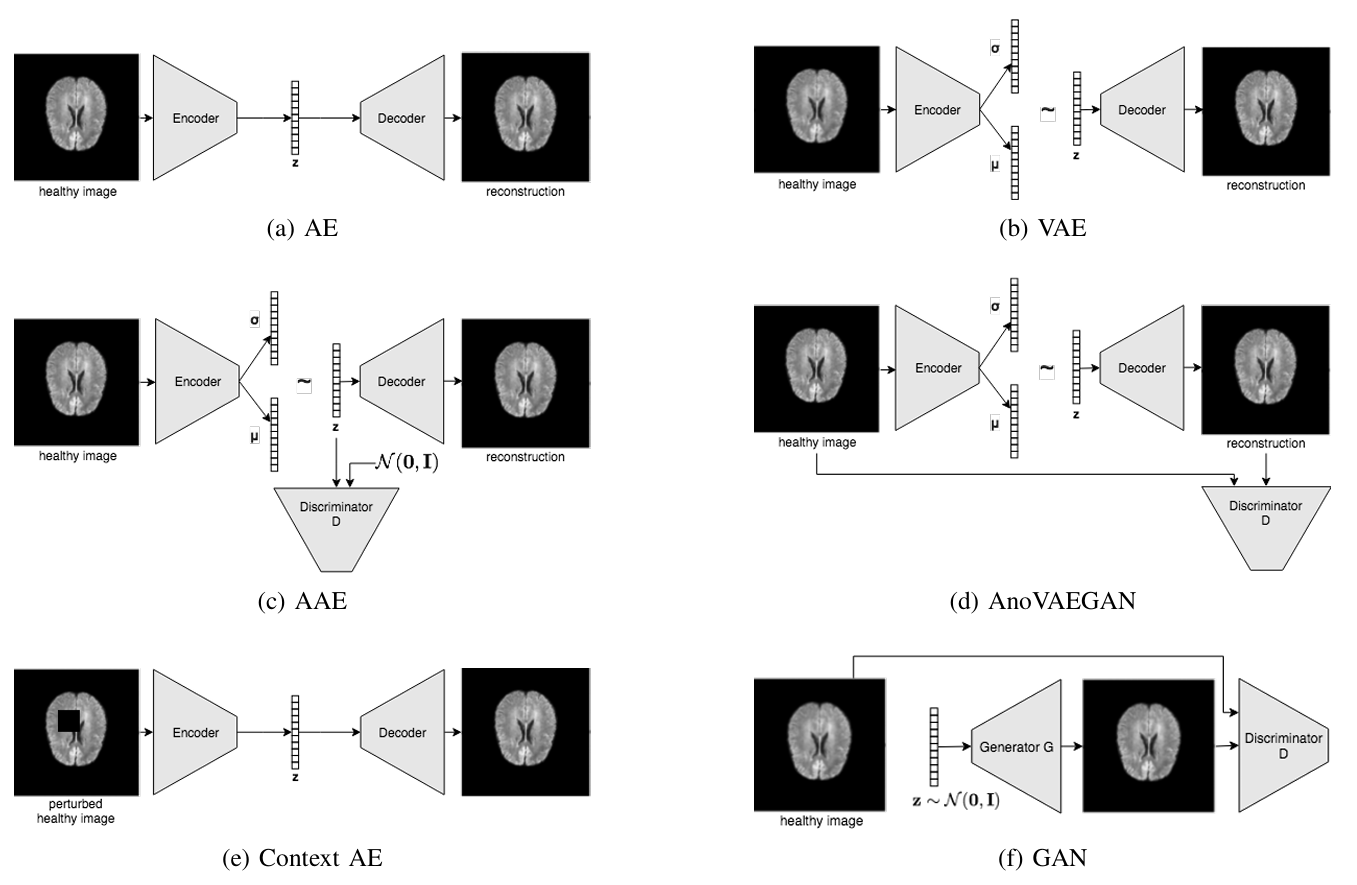 Encoder
z
Decoder
healthy image
reconstruction
(a) AE
σ
Encoder
~
Decoder
μ
z
healthy image
reconstruction
(b) VAE
σ
Encoder
~
Decoder
μ
z
healthy image
reconstruction
𝒩(0, I)
Discriminator
D
(c) AAE
σ
Encoder
~
Decoder
μ
z
healthy image
reconstruction
Discriminator
D
(d) AnoVAEGAN
Encoder
Decoder
z
perturbed
healthy image
(e) Context AE
Generator G
Discriminator
D
z ~ 𝒩(0, I)
healthy image
(f) GAN